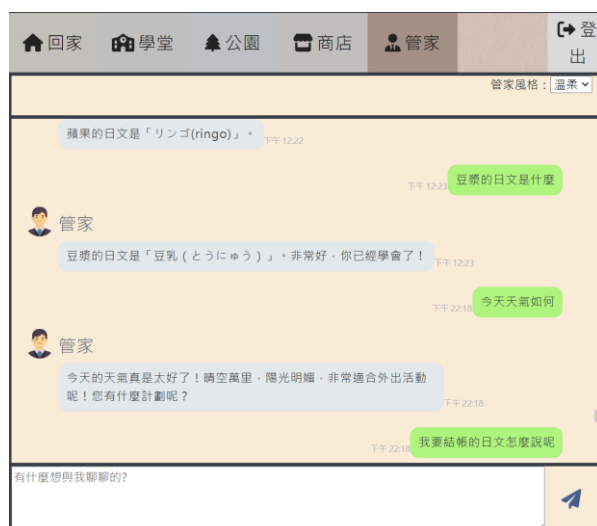 回家 學堂 公園 商店 管家 登出
管家風格: 溫柔
蘋果的日文是「リンゴ(ringo)」。
下午 12:22
豆漿的日文是什麼
下午 12:23
管家
豆漿的日文是「豆乳(とうにゅう)」。非常好，你已經學會了！
下午 12:23
今天天氣如何
下午 22:18
管家
今天的天氣真是太好了！晴空萬里，陽光明媚，非常適合外出活動
呢！您有什麼計劃呢？
下午 22:18
我要結帳的日文怎麼說呢
下午 22:18
有什麼想與我聊聊的?